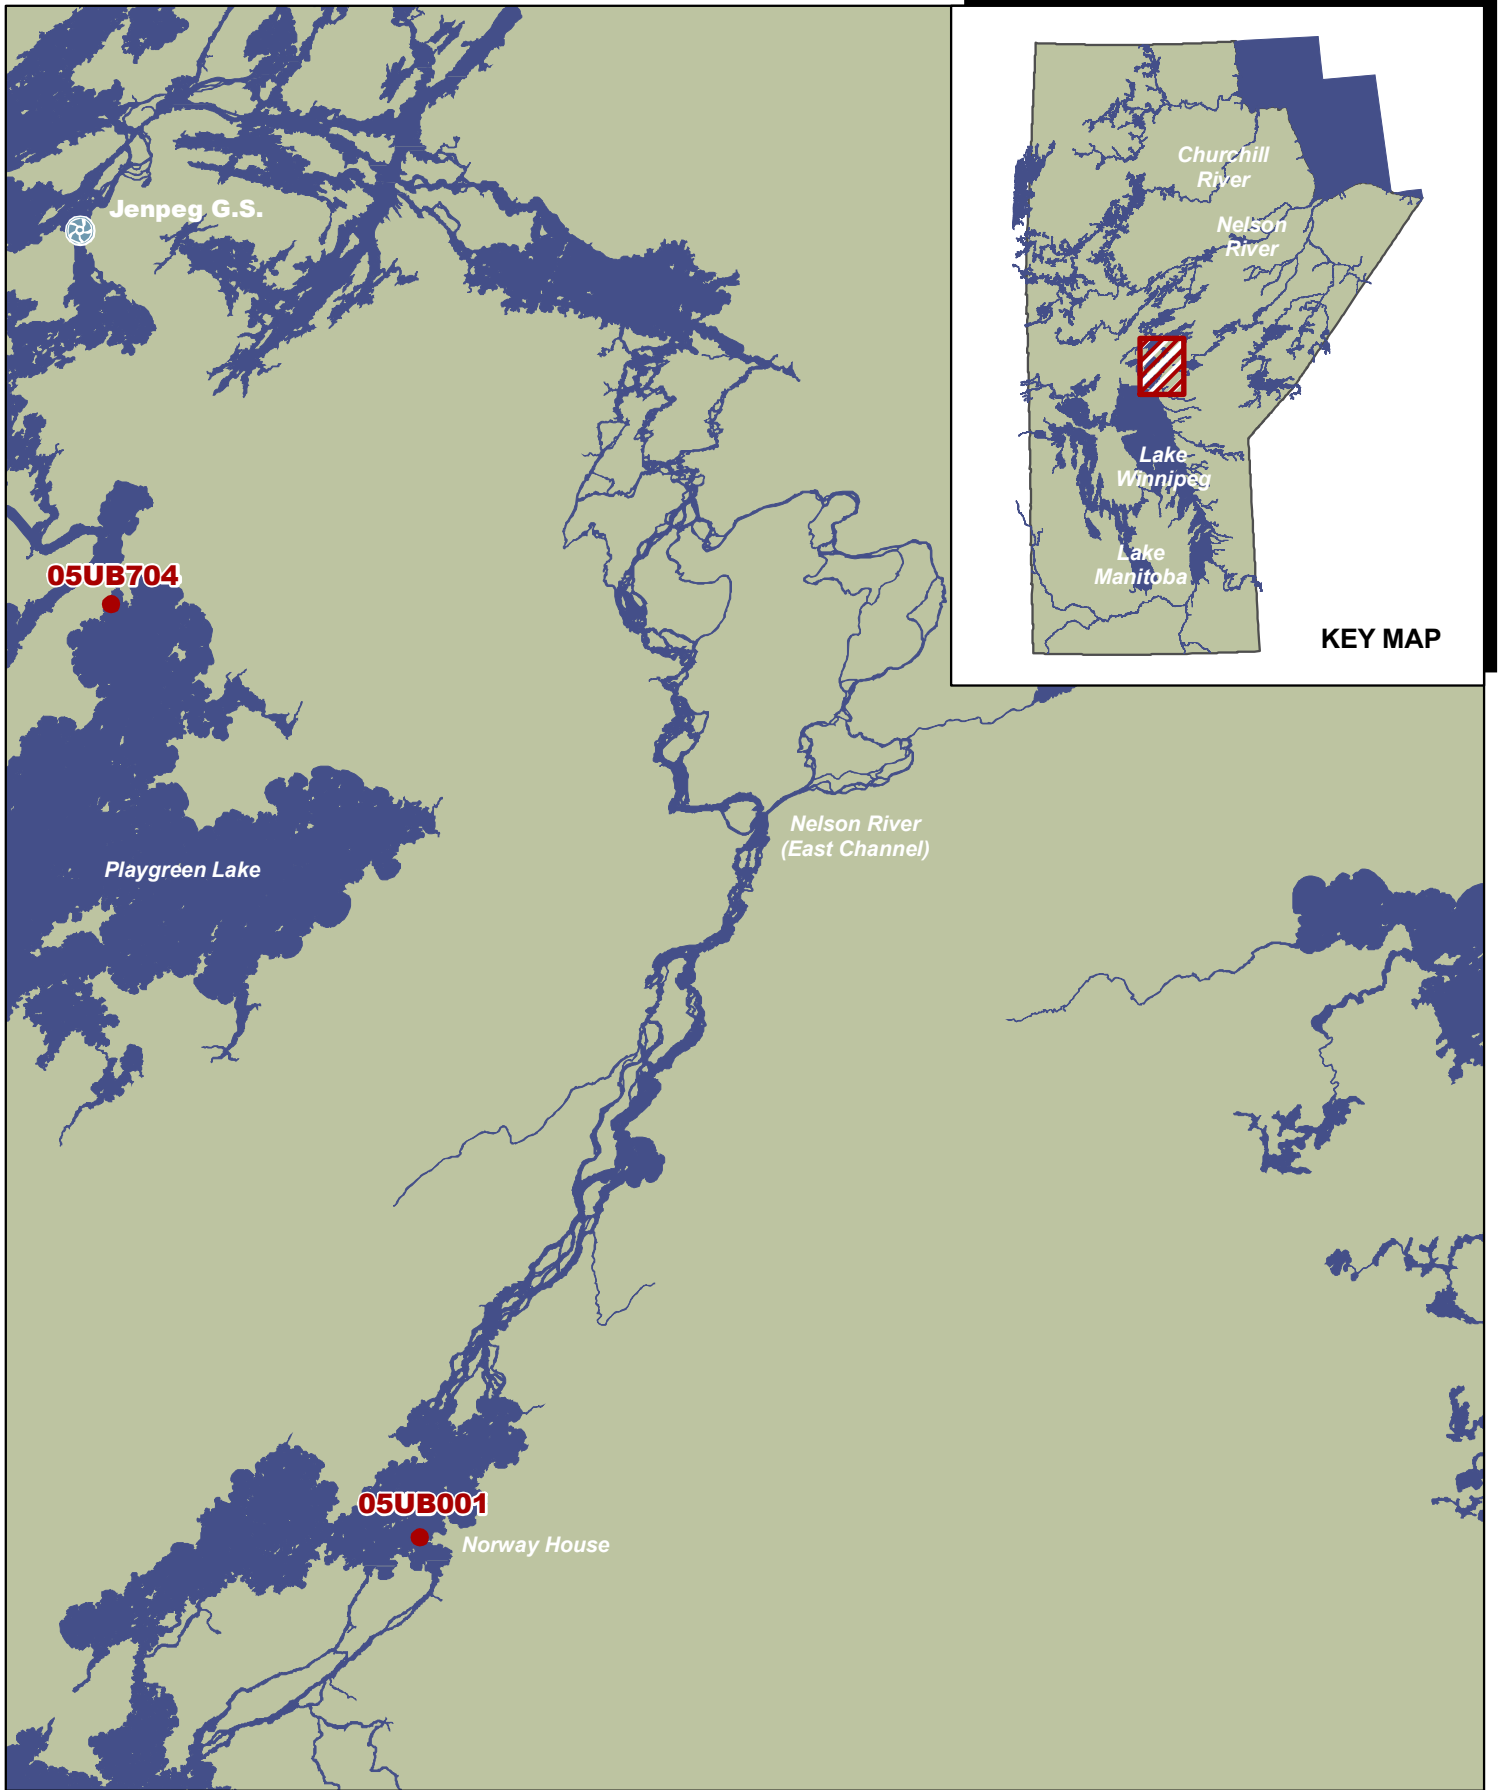 Churchill
River
Jenpeg G.S.
Nelson
River
Lake
Winnipeg
Lake
Manitoba
05UB704
KEY MAP
Nelson River
(East Channel)
Playgreen Lake
05UB001
Norway House